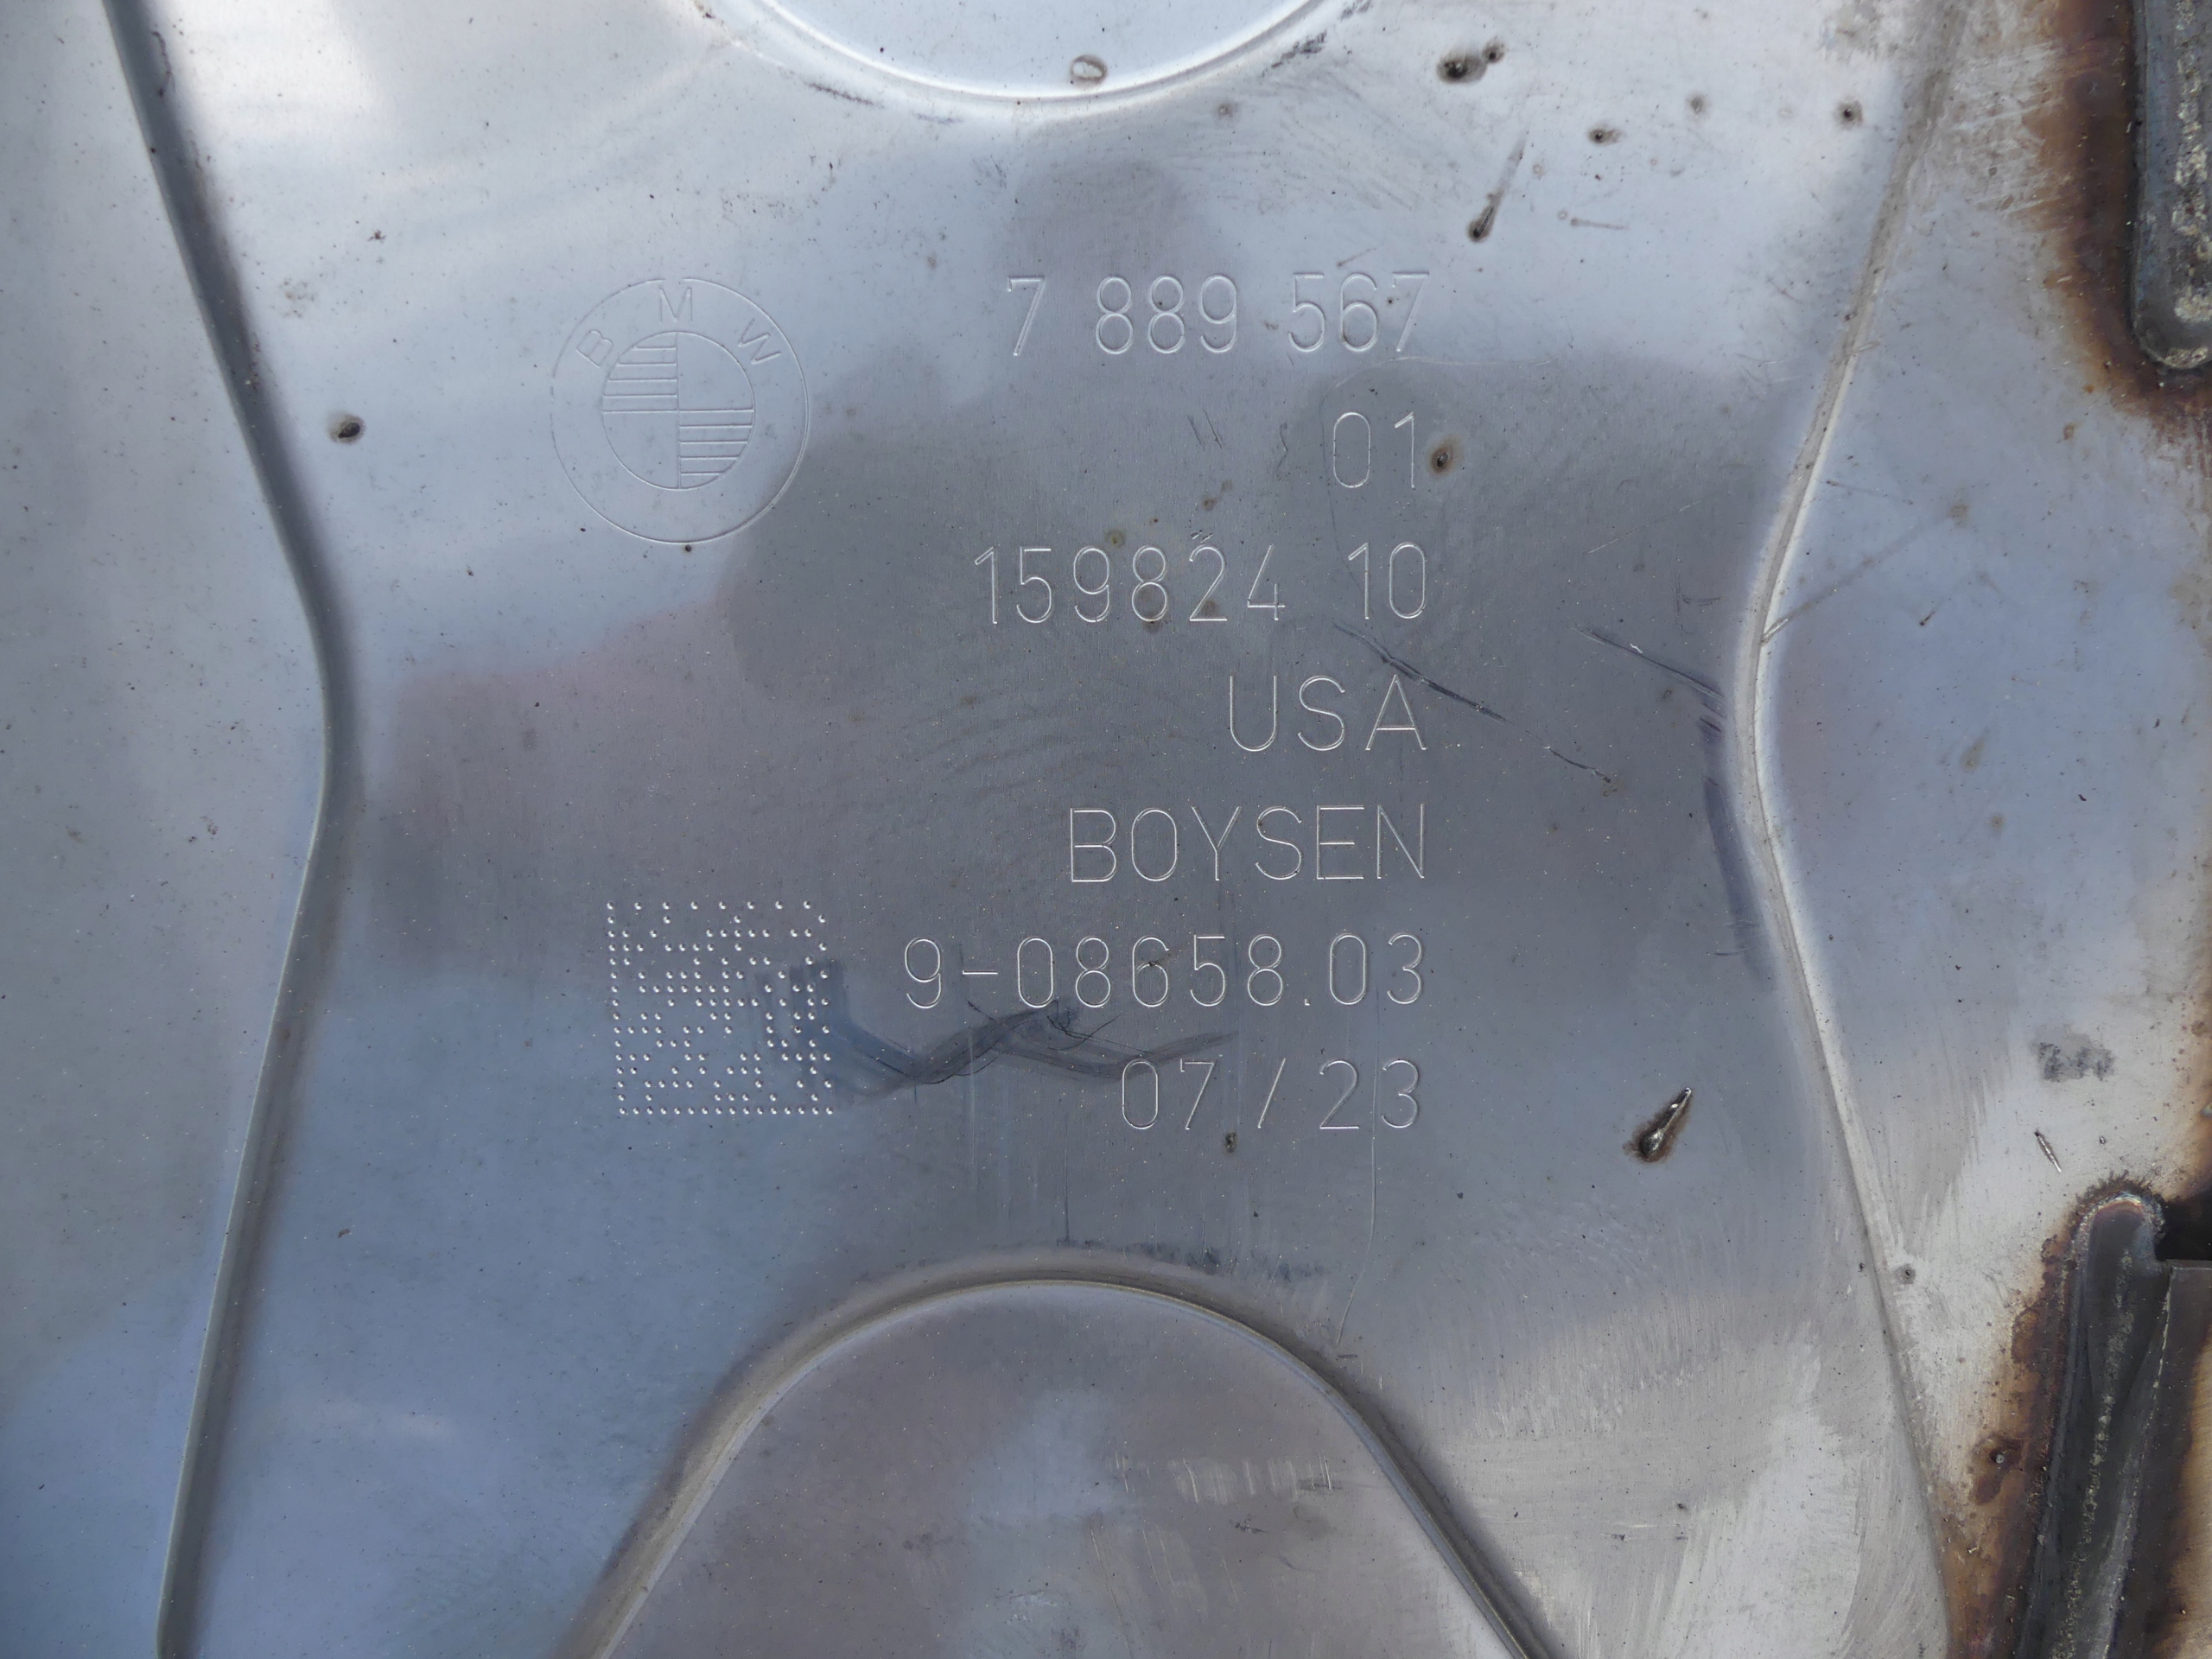 BMW
7 889 567
01
159824 10
USA
BOYSEN
9-08658.03
07/23